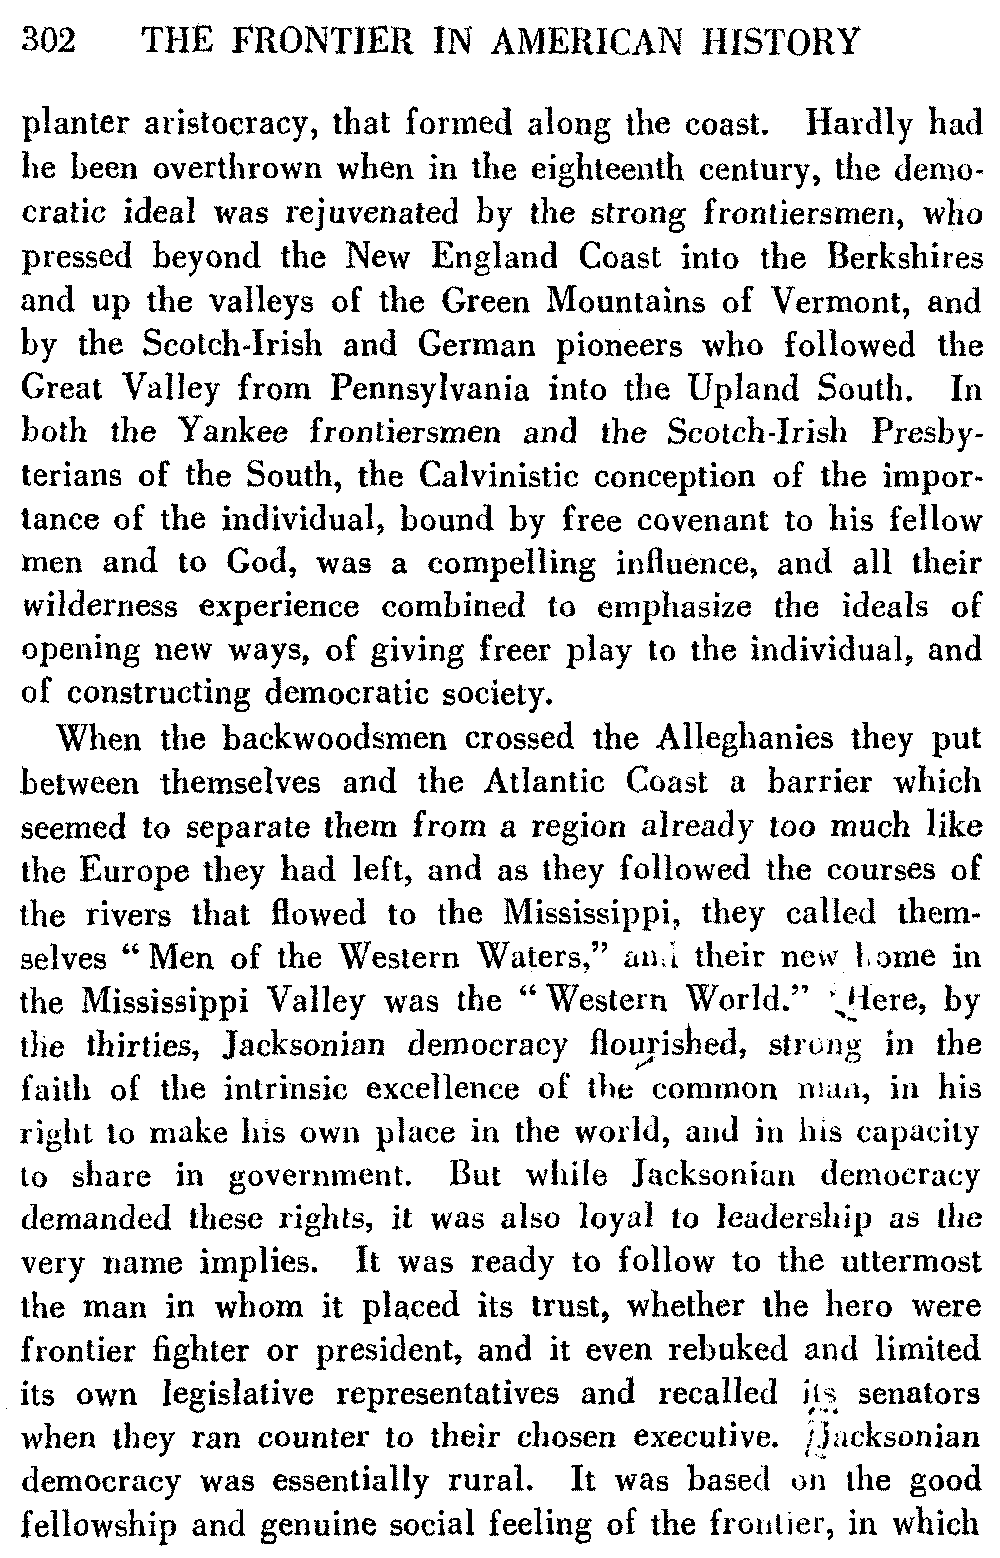 302 THE FRONTIER IN AMERICAN HISTORY
planter aristocracy, that formed along the coast. Hardly had
he been overthrown when in the eighteenth century, the demo-
cratic ideal was rejuvenated by the strong frontiersmen, who
pressed beyond the New England Coast into the Berkshires
and up the valleys of the Green Mountains of Vermont, and
by the Scotch-Irish and German pioneers who followed the
Great Valley from Pennsylvania into the Upland South. In
both the Yankee frontiersmen and the Scotch-Irish Presby-
terians of the South, the Calvinistic conception of the impor-
tance of the individual, bound by free covenant to his fellow
men and to God, was a compelling influence, and all their
wilderness experience combined to emphasize the ideals of
opening new ways, of giving freer play to the individual, and
of constructing democratic society.
When the backwoodsmen crossed the Alleghanies they put
between themselves and the Atlantic Coast a barrier which
seemed to separate them from a region already too much like
the Europe they had left, and as they followed the courses of
the rivers that flowed to the Mississippi, they called them-
selves “Men of the Western Waters,” and their new home in
the Mississippi Valley was the “Western World.” Here, by
the thirties, Jacksonian democracy flourished, strong in the
faith of the intrinsic excellence of the common man, in his
right to make his own place in the world, and in his capacity
to share in government. But while Jacksonian democracy
demanded these rights, it was also loyal to leadership as the
very name implies. It was ready to follow to the uttermost
the man in whom it placed its trust, whether the hero were
frontier fighter or president, and it even rebuked and limited
its own legislative representatives and recalled its senators
when they ran counter to their chosen executive. Jacksonian
democracy was essentially rural. It was based on the good
fellowship and genuine social feeling of the frontier, in which